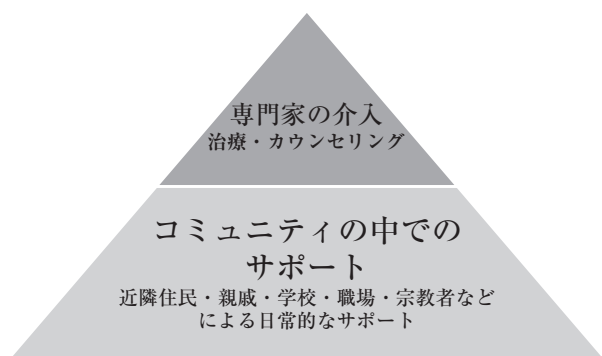 専門家の介入
治療・カウンセリング
コミュニティの中での
サポート
近隣住民・親戚・学校・職場・宗教者など
による日常的なサポート